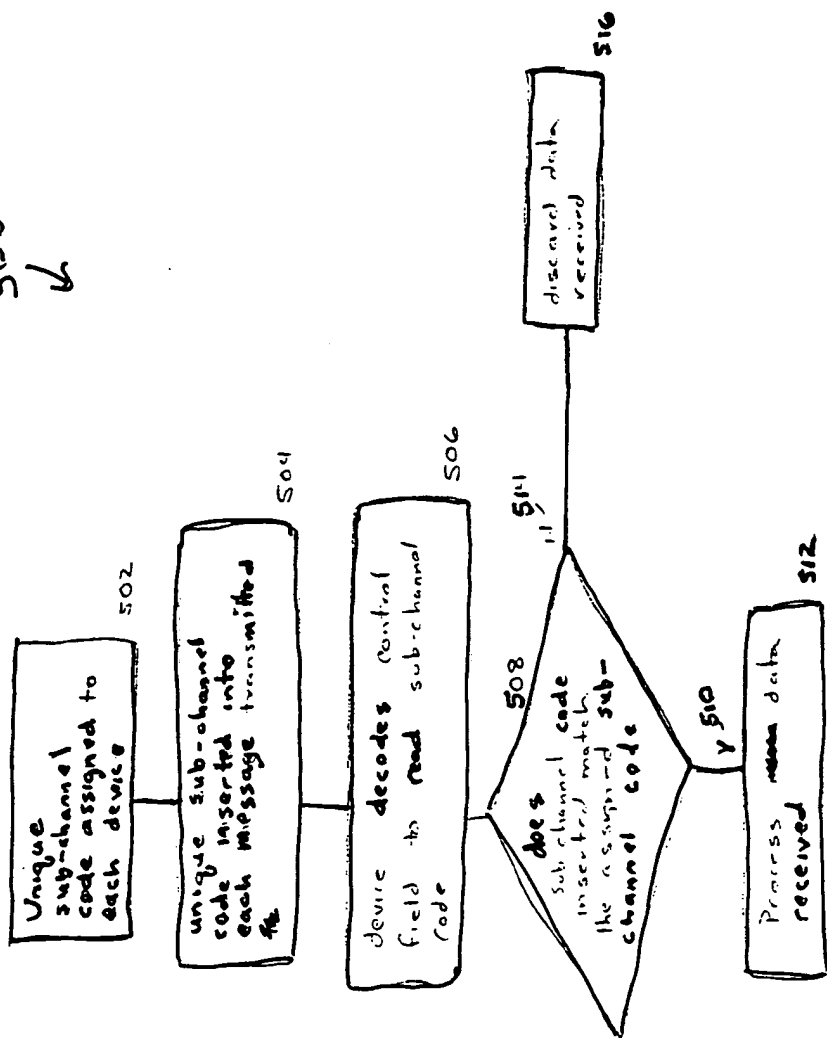 502
Unique
sub-channel
code assigned to
each device
504
unique sub-channel
code inserted into
each message transmitted
506
device decodes control
field to read sub-channel
code
508
does
sub channel code
inserted match
the assigned sub-
channel code
514
516
discard data
received
Y 510
512
Process data
received